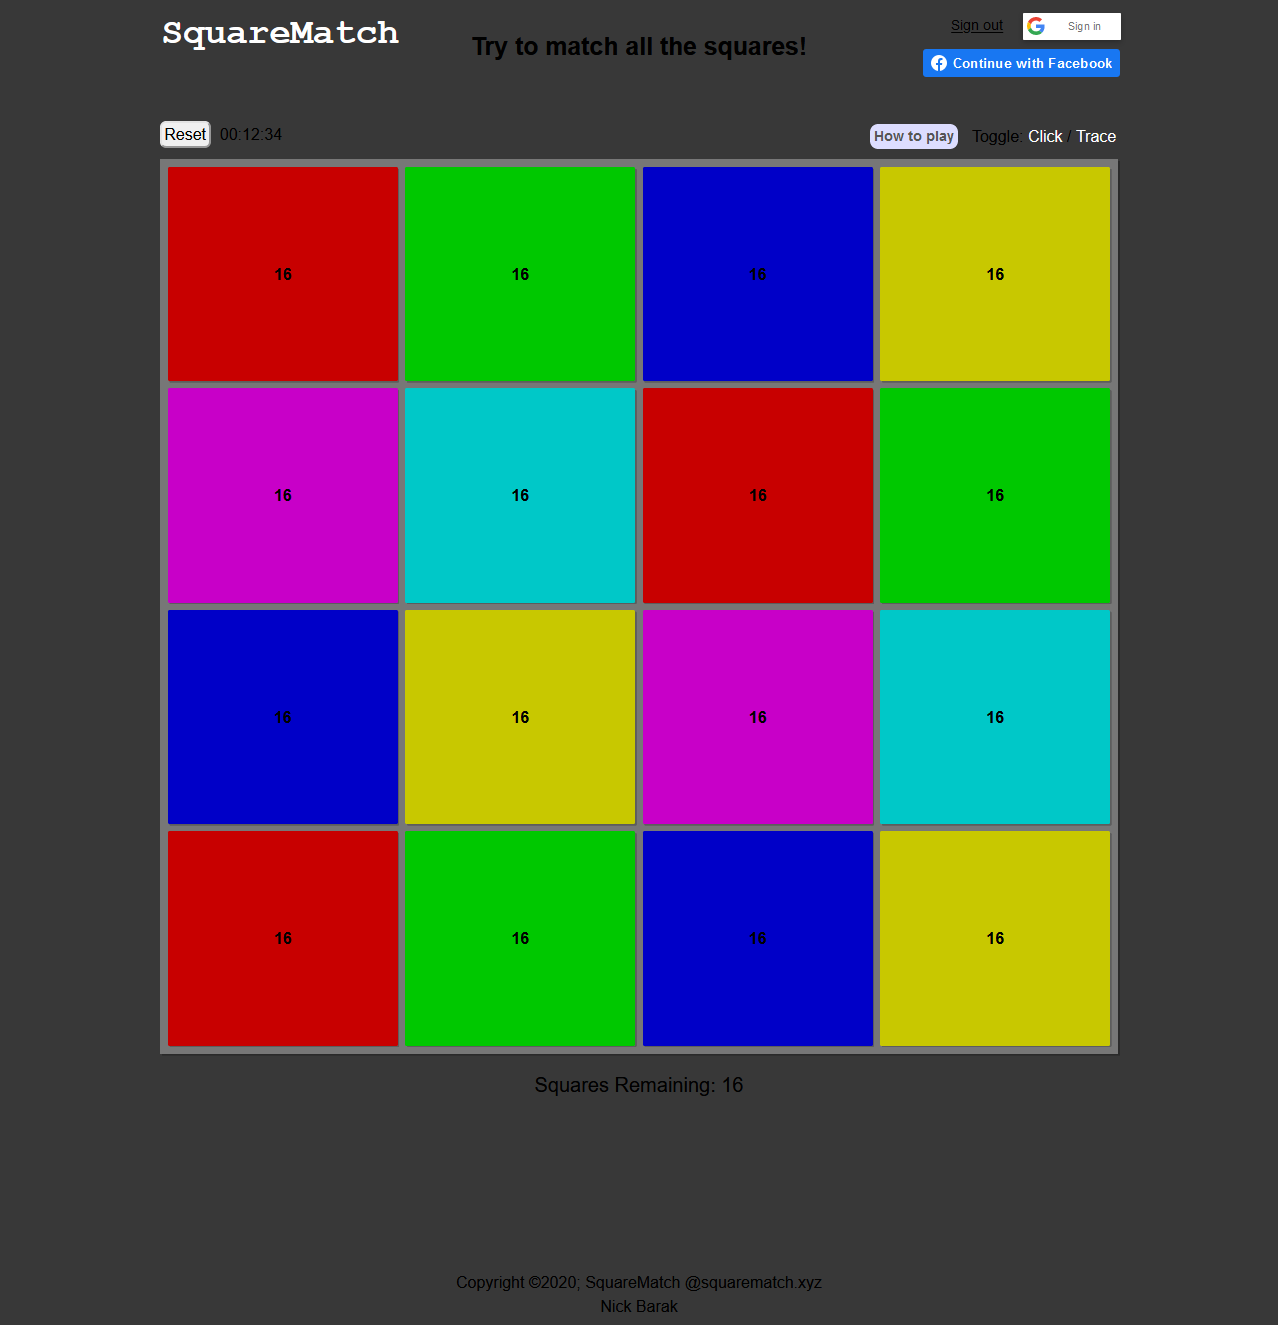 SquareMatch
Try to match all the squares!
Sign out
Sign in
Continue with Facebook
Reset 00:12:34
How to play Toggle: Click / Trace
16 16 16 16
16 16 16 16
16 16 16 16
16 16 16 16
Squares Remaining: 16
Copyright ©2020; SquareMatch @squarematch.xyz
Nick Barak